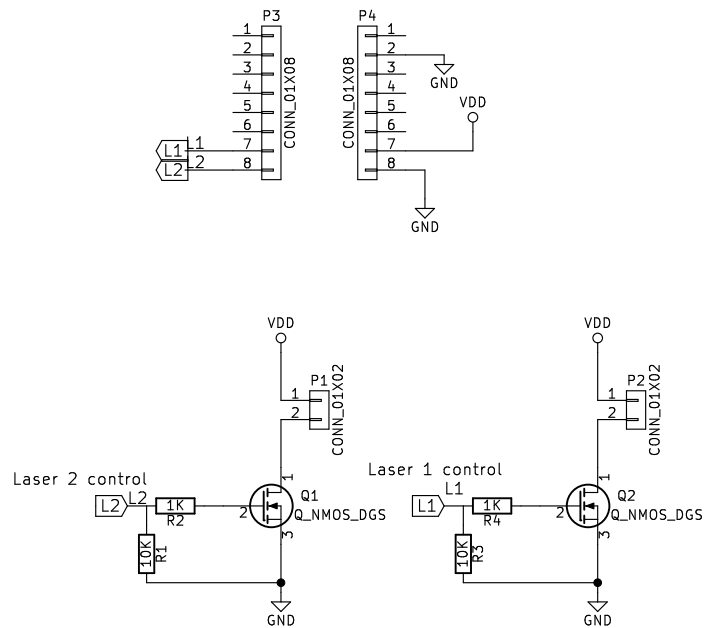 P3
P4
1
2
3
4
5
6
7
8
CONN_01X08
L1
L1
L2
L2
1
2
3
4
5
6
7
8
CONN_01X08
GND
VDD
GND
VDD
VDD
1
2
P1
CONN_01X02
1
2
P2
CONN_01X02
Laser 2 control
Laser 1 control
L2
L2
1K
R2
10K
R1
1
2
3
Q1
Q_NMOS_DGS
GND
L1
L1
1K
R4
10K
R3
1
2
3
Q2
Q_NMOS_DGS
GND